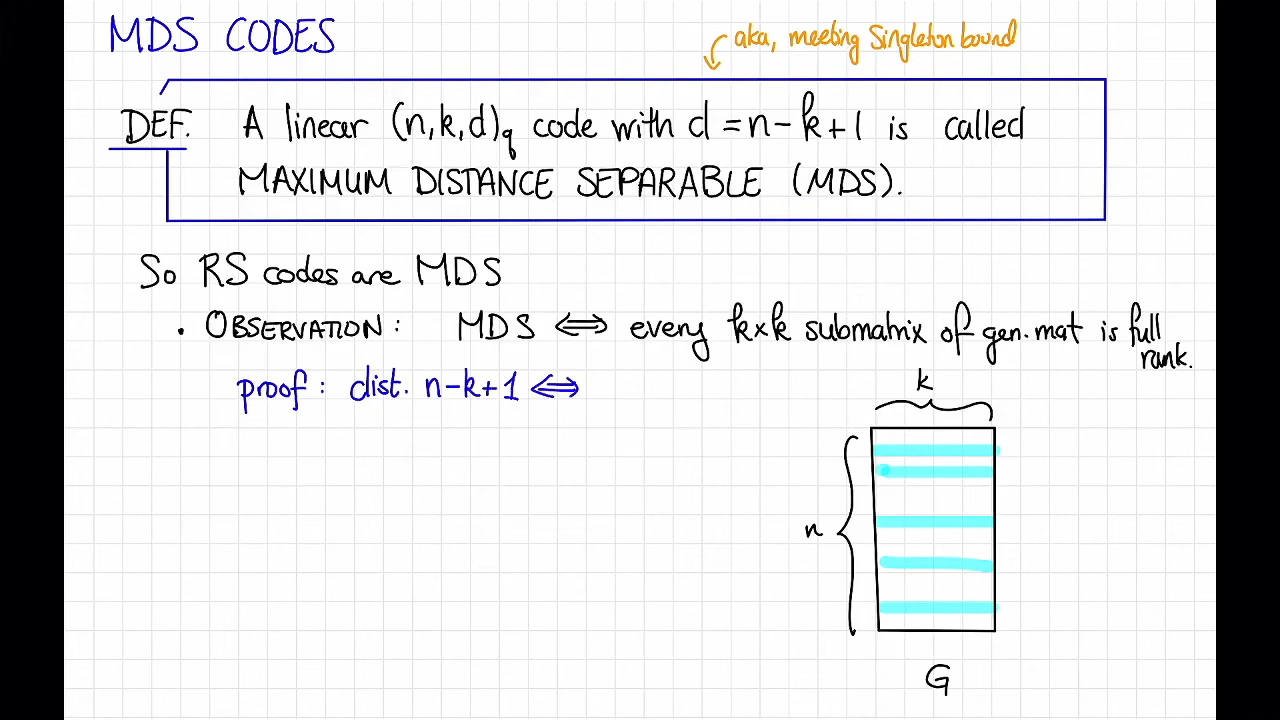 MDS CODES
aka, meeting Singleton bound
DEF. A linear (n,k,d)_q code with d = n-k+1 is called
MAXIMUM DISTANCE SEPARABLE (MDS).
So RS codes are MDS
• OBSERVATION: MDS ⟺ every k×k submatrix of gen. mat is full
rank.
proof: dist. n-k+1 ⟺
k
n
G